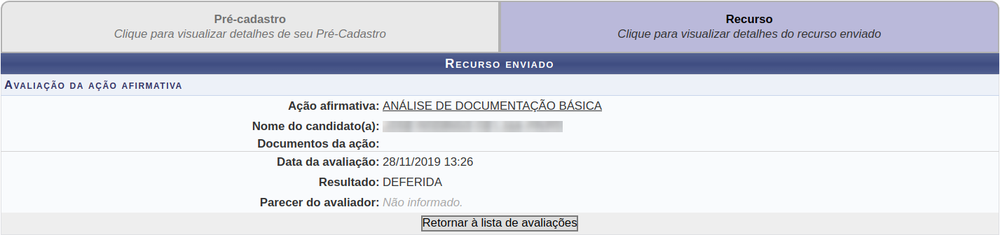 Pré-cadastro
Clique para visualizar detalhes de seu Pré-Cadastro
Recurso
Clique para visualizar detalhes do recurso enviado
Recurso enviado
Avaliação da ação afirmativa
Ação afirmativa: ANÁLISE DE DOCUMENTAÇÃO BÁSICA
Nome do candidato(a):
Documentos da ação:
Data da avaliação: 28/11/2019 13:26
Resultado: DEFERIDA
Parecer do avaliador: Não informado.
Retornar à lista de avaliações